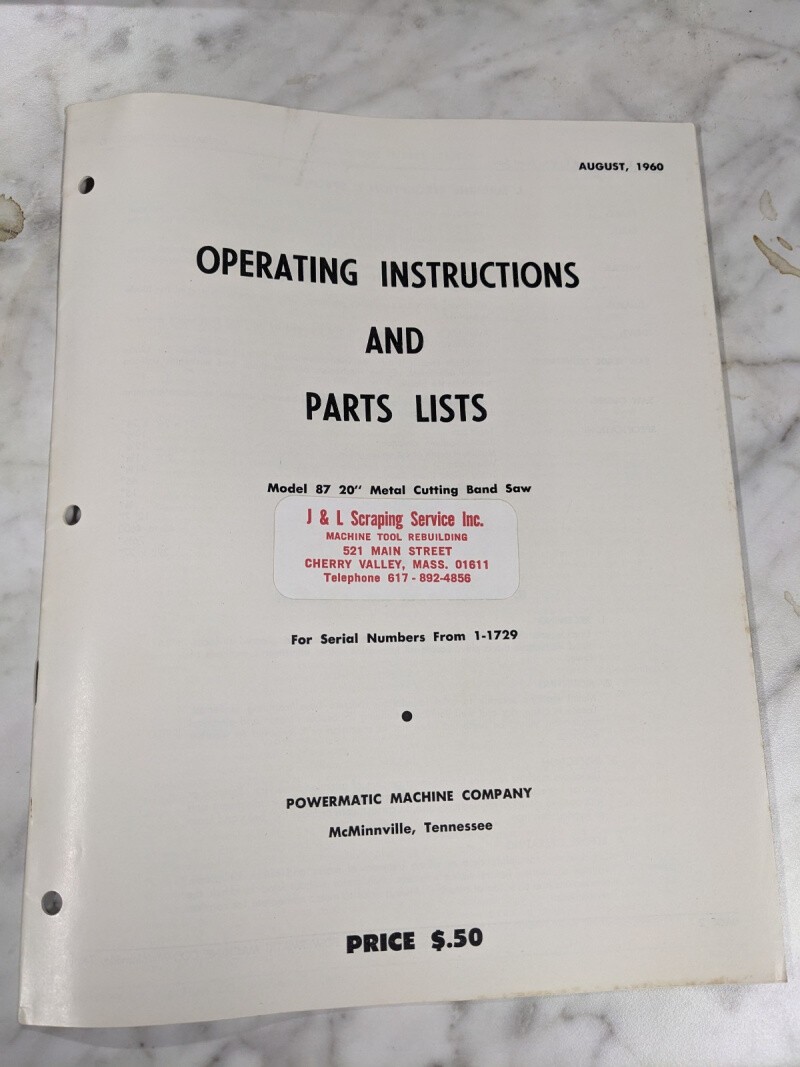 AUGUST, 1960
OPERATING INSTRUCTIONS
AND
PARTS LISTS
Model 87 20" Metal Cutting Band Saw
J & L Scraping Service Inc.
MACHINE TOOL REBUILDING
521 MAIN STREET
CHERRY VALLEY, MASS. 01611
Telephone 617 - 892-4856
For Serial Numbers From 1-1729
POWERMATIC MACHINE COMPANY
McMinnville, Tennessee
PRICE $.50